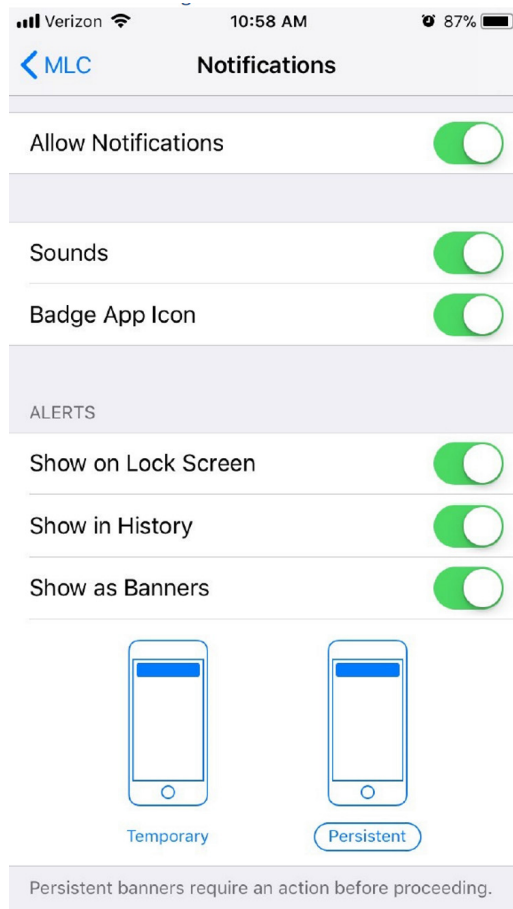 Verizon 10:58 AM 87%
MLC Notifications
Allow Notifications
Sounds
Badge App Icon
ALERTS
Show on Lock Screen
Show in History
Show as Banners
Temporary Persistent
Persistent banners require an action before proceeding.